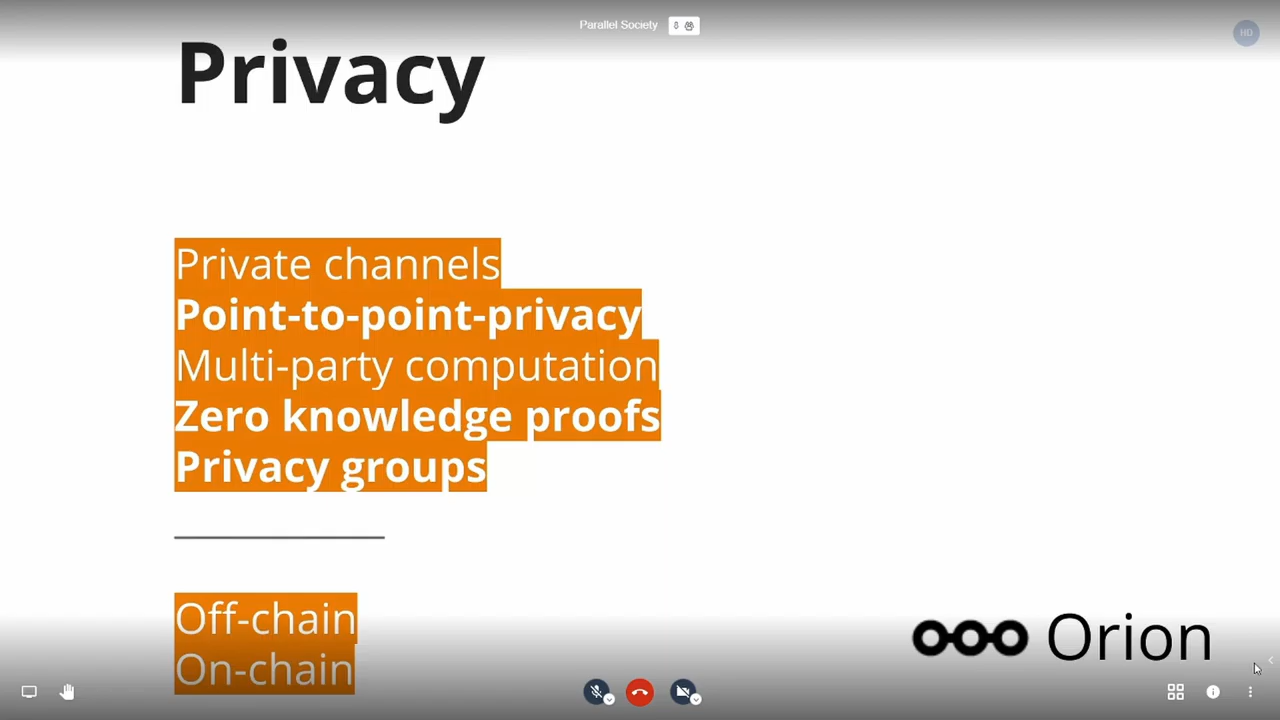 Parallel Society
HD
Privacy
Private channels
Point-to-point-privacy
Multi-party computation
Zero knowledge proofs
Privacy groups
Off-chain
On-chain
Orion